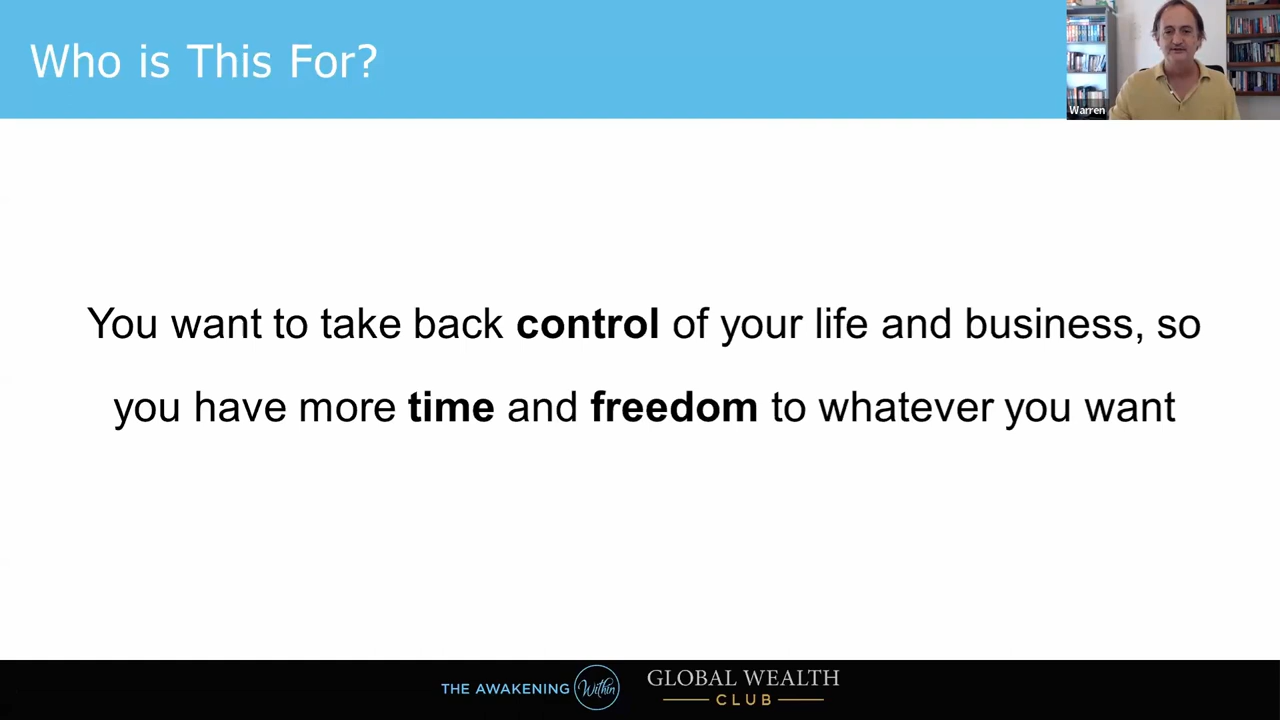 Who is This For?
Warren
You want to take back control of your life and business, so
you have more time and freedom to whatever you want
THE AWAKENING Within
GLOBAL WEALTH
CLUB